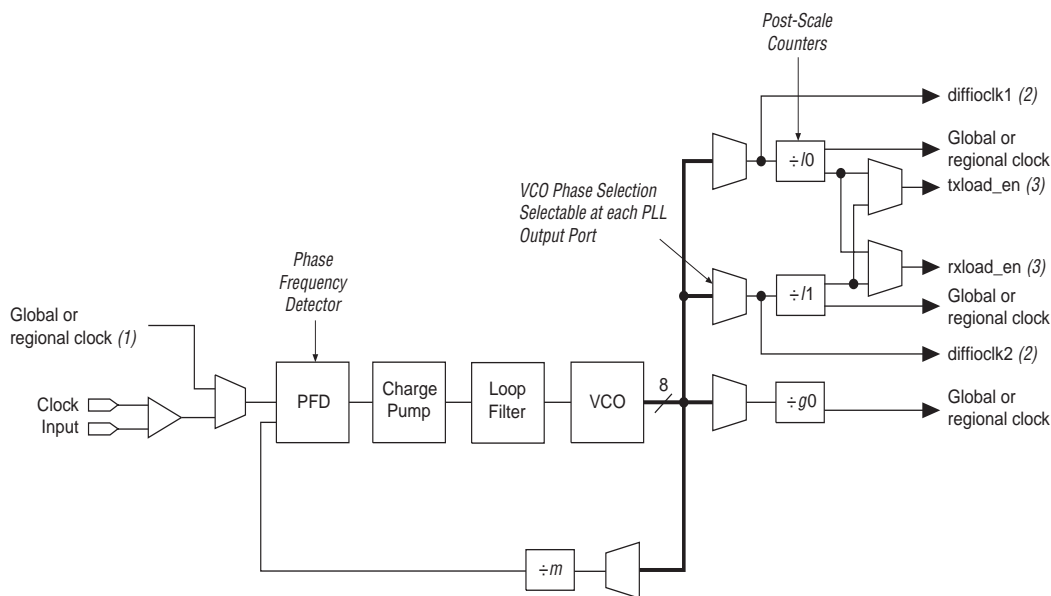 Post-Scale
Counters
diffioclk1 (2)
Global or
regional clock
÷l0
txload_en (3)
VCO Phase Selection
Selectable at each PLL
Output Port
rxload_en (3)
÷l1
Global or
regional clock
diffioclk2 (2)
Phase
Frequency
Detector
Global or
regional clock (1)
Clock
Input
PFD
Charge
Pump
Loop
Filter
VCO
8
÷g0
Global or
regional clock
÷m